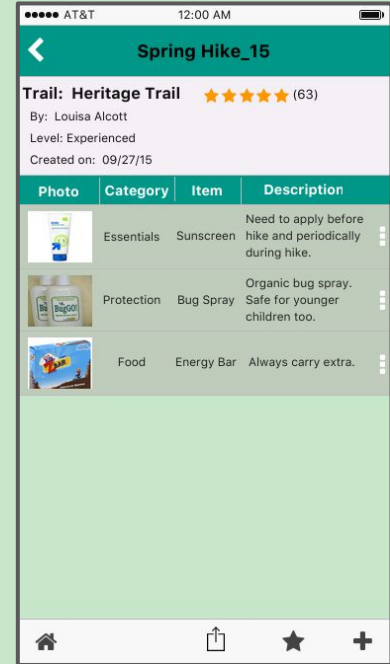 AT&T 12:00 AM
Spring Hike_15
Trail: Heritage Trail (63)
By: Louisa Alcott
Level: Experienced
Created on: 09/27/15
Photo Category Item Description
Essentials Sunscreen Need to apply before
hike and periodically
during hike.
BugGO!
Protection Bug Spray Organic bug spray.
Safe for younger
children too.
Z BAR
Food Energy Bar Always carry extra.